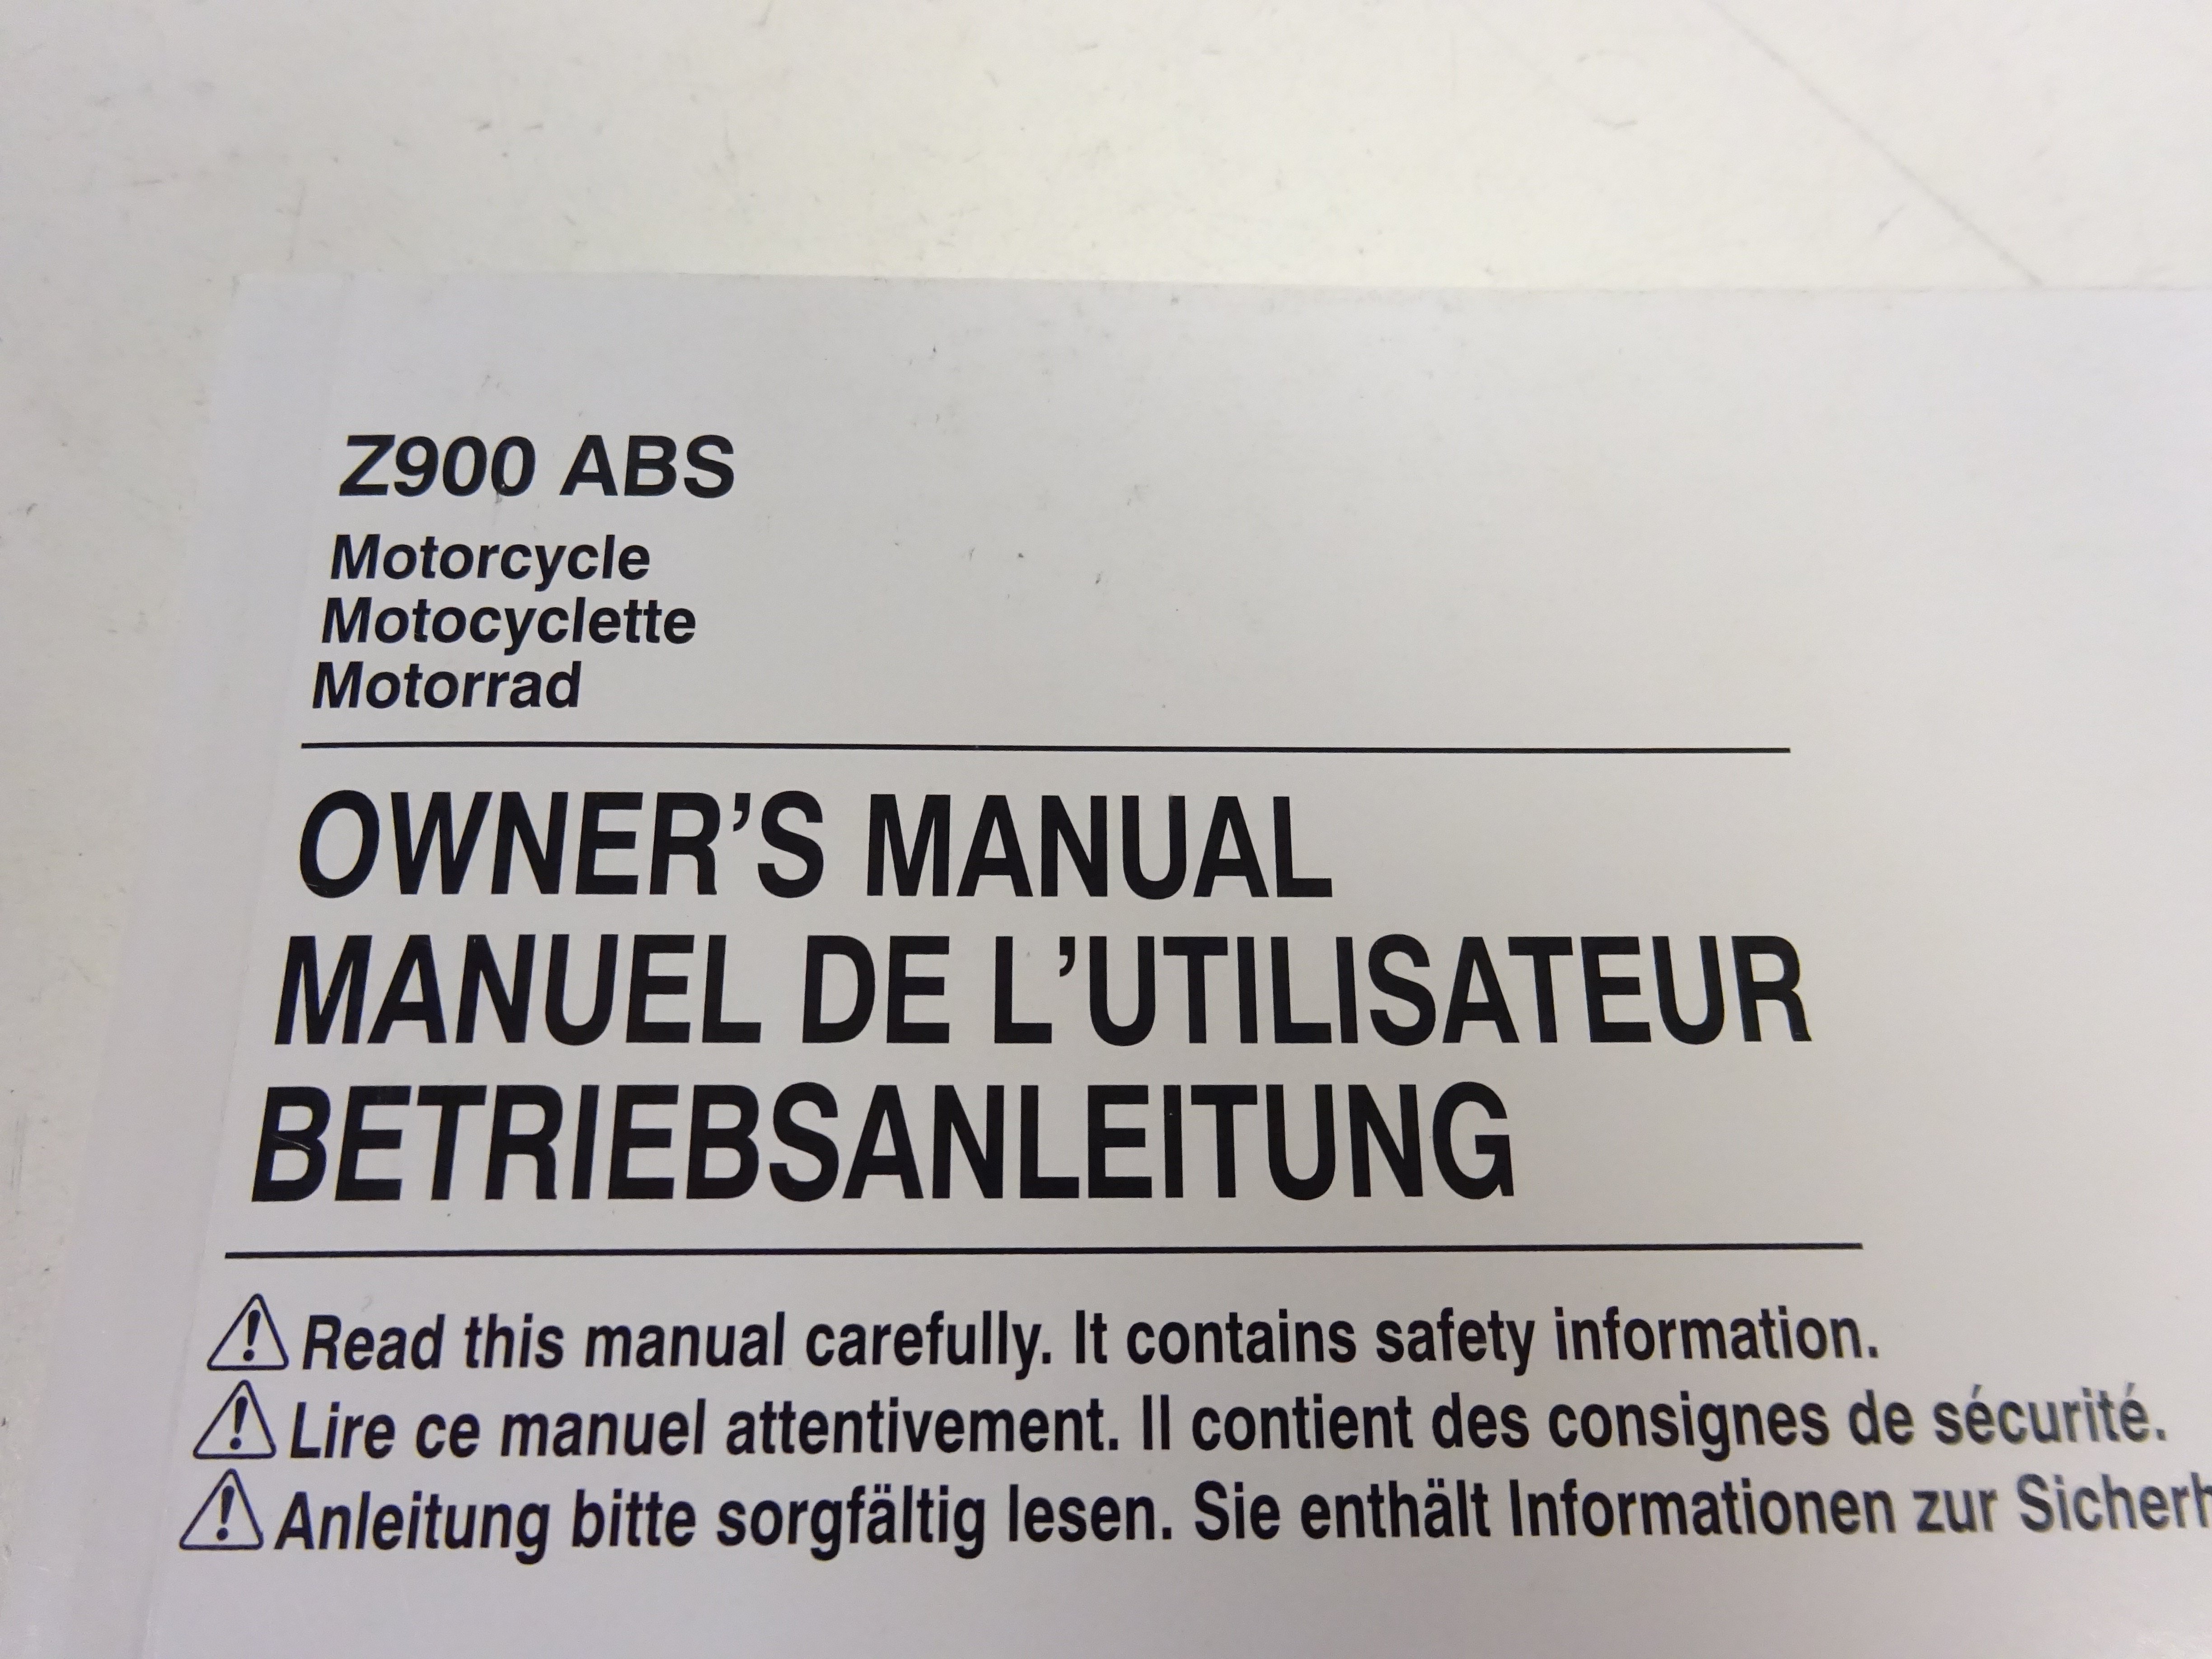 Z900 ABS
Motorcycle
Motocyclette
Motorrad
OWNER'S MANUAL
MANUEL DE L'UTILISATEUR
BETRIEBSANLEITUNG
Read this manual carefully. It contains safety information.
Lire ce manuel attentivement. Il contient des consignes de sécurité.
Anleitung bitte sorgfältig lesen. Sie enthält Informationen zur